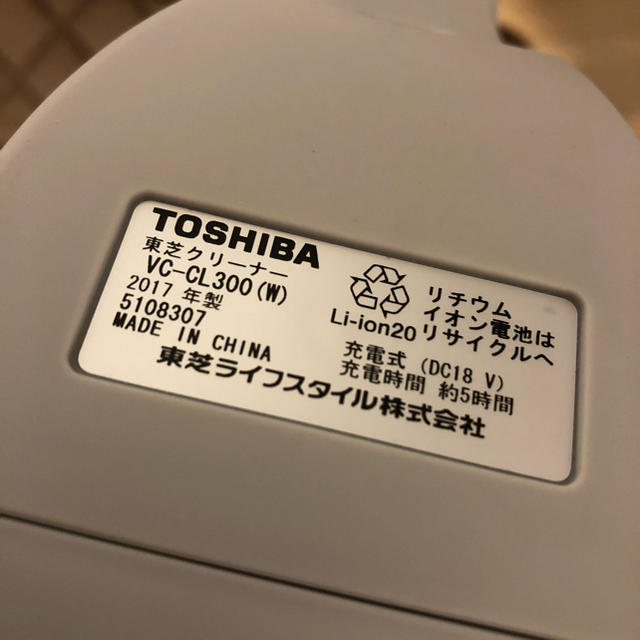 TOSHIBA
東芝クリーナー
VC-CL300(W)
2017 年製
5108307
MADE IN CHINA
Li-ion20
リチウム
イオン電池は
リサイクルへ
充電式 (DC18 V)
充電時間 約5時間
東芝ライフスタイル株式会社